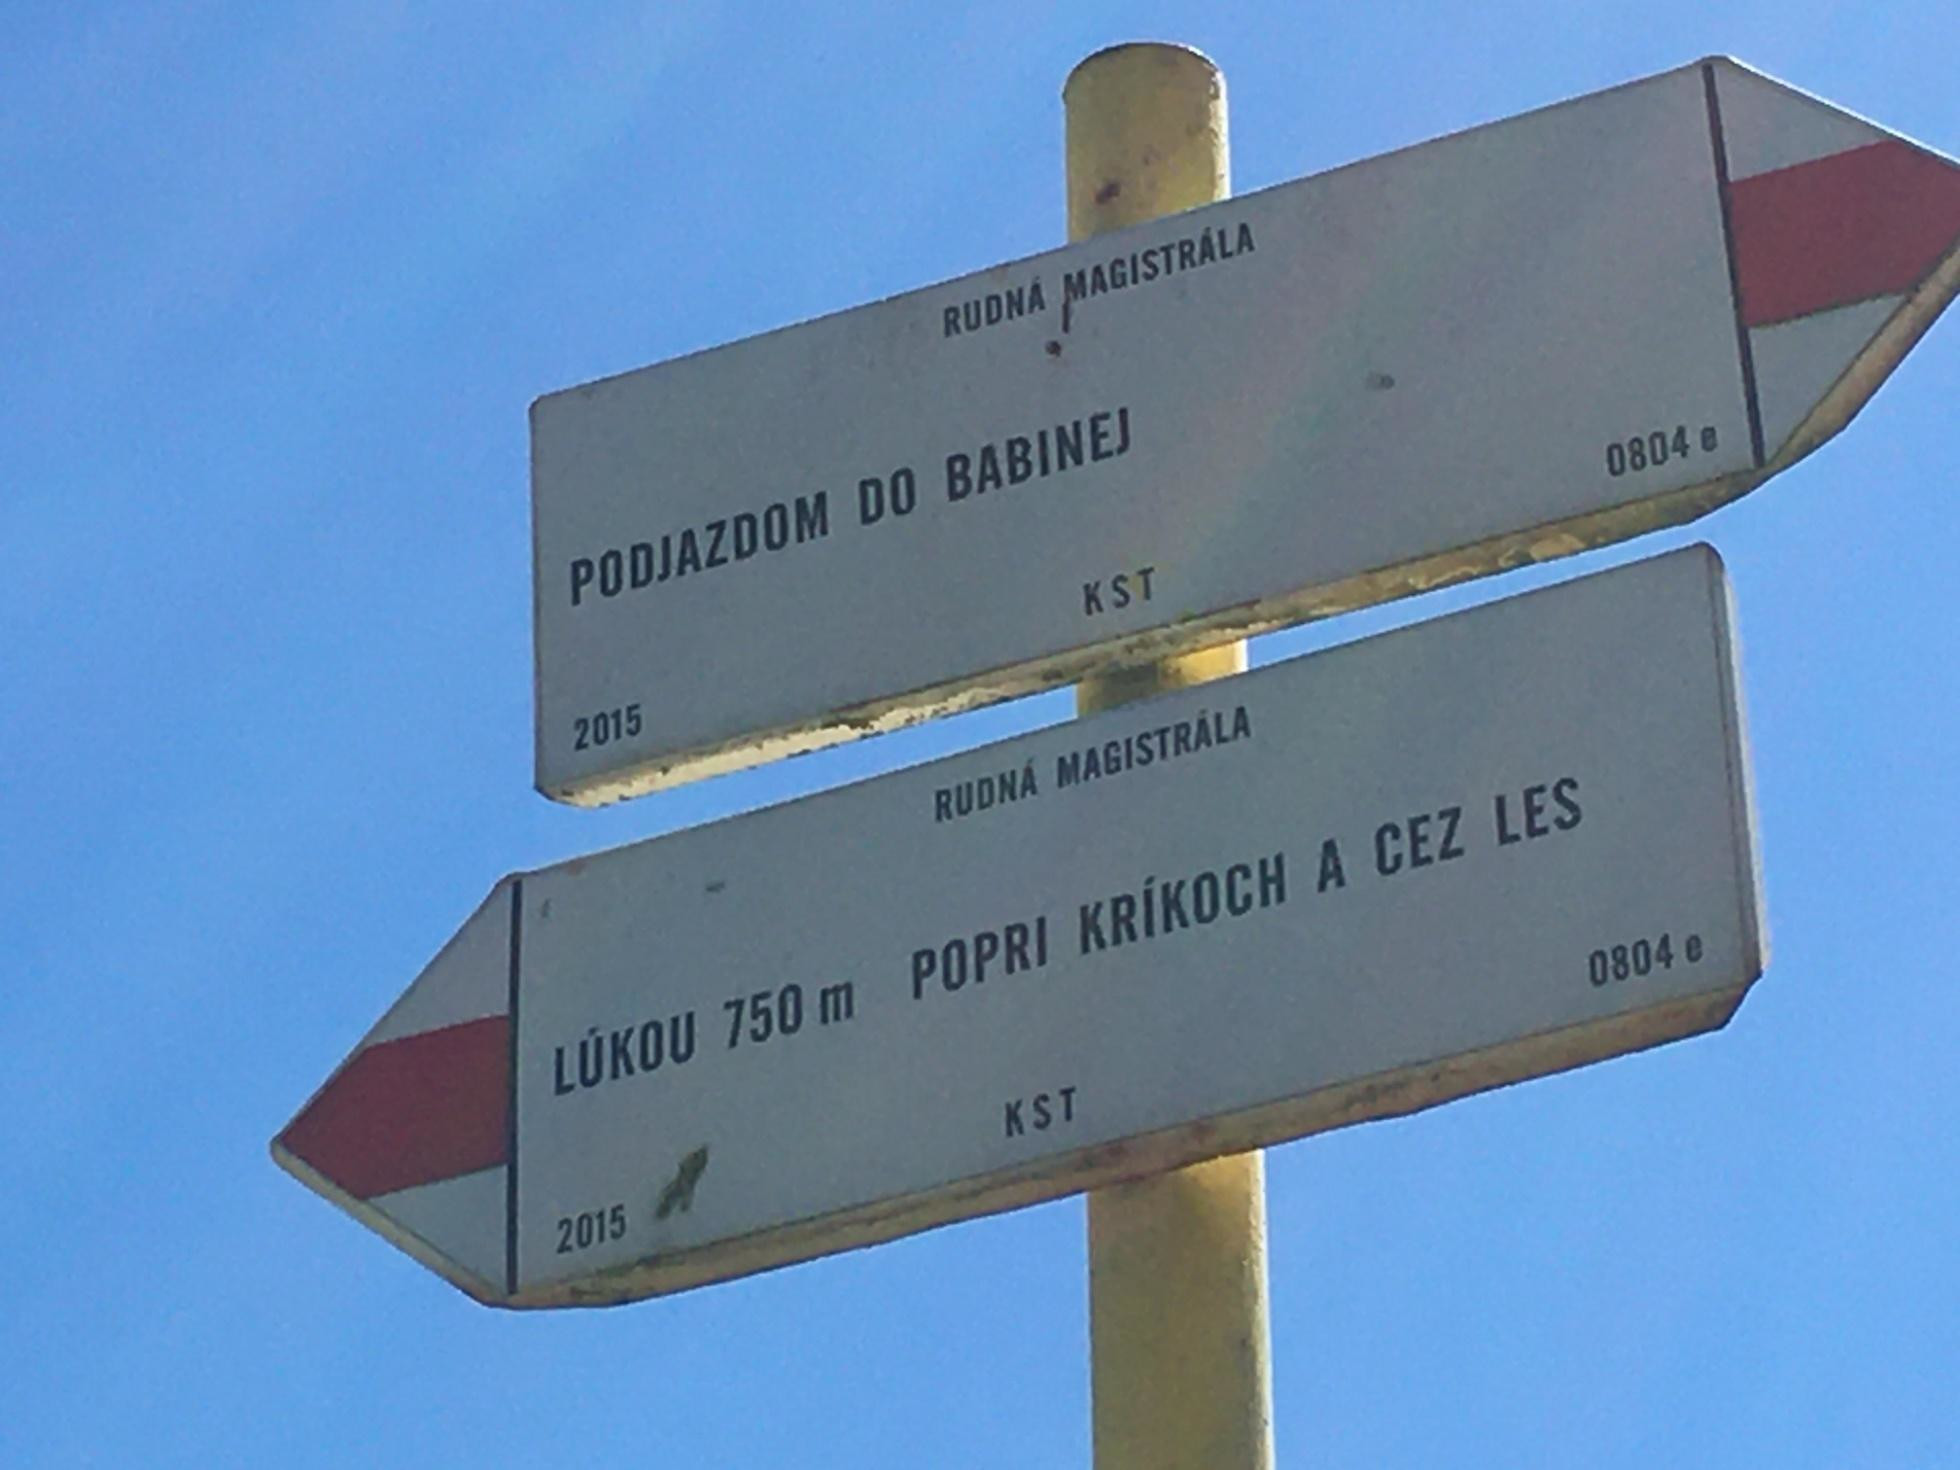 RUDNÁ MAGISTRÁLA
PODJAZDOM DO BABINEJ
0804 e
KST
2015
RUDNÁ MAGISTRÁLA
LÚKOU 750 m POPRI KRÍKOCH A CEZ LES
0804 e
KST
2015